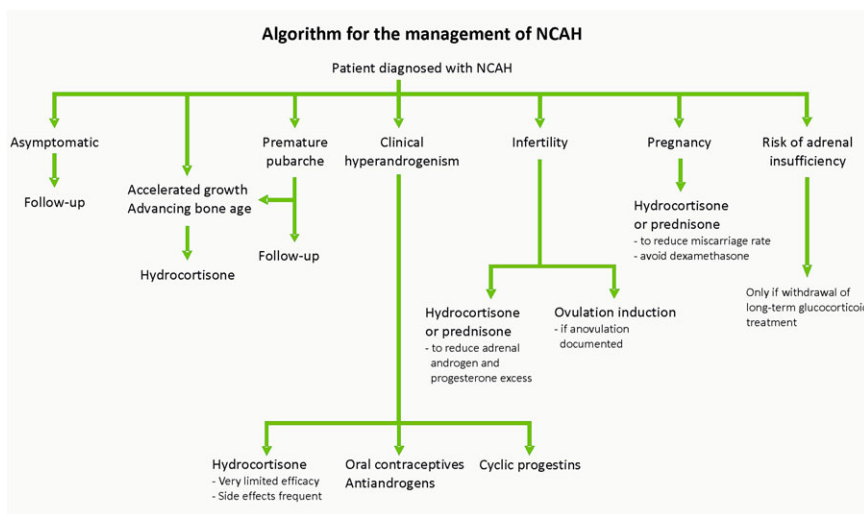 Algorithm for the management of NCAH
Patient diagnosed with NCAH
Asymptomatic
Follow-up
Accelerated growth
Advancing bone age
Hydrocortisone
Premature
pubarche
Follow-up
Clinical
hyperandrogenism
Hydrocortisone
- Very limited efficacy
- Side effects frequent
Oral contraceptives
Antiandrogens
Cyclic progestins
Infertility
Hydrocortisone
or prednisone
- to reduce adrenal
androgen and
progesterone excess
Ovulation induction
- if anovulation
documented
Pregnancy
Hydrocortisone
or prednisone
- to reduce miscarriage rate
- avoid dexamethasone
Risk of adrenal
insufficiency
Only if withdrawal of
long-term glucocorticoid
treatment